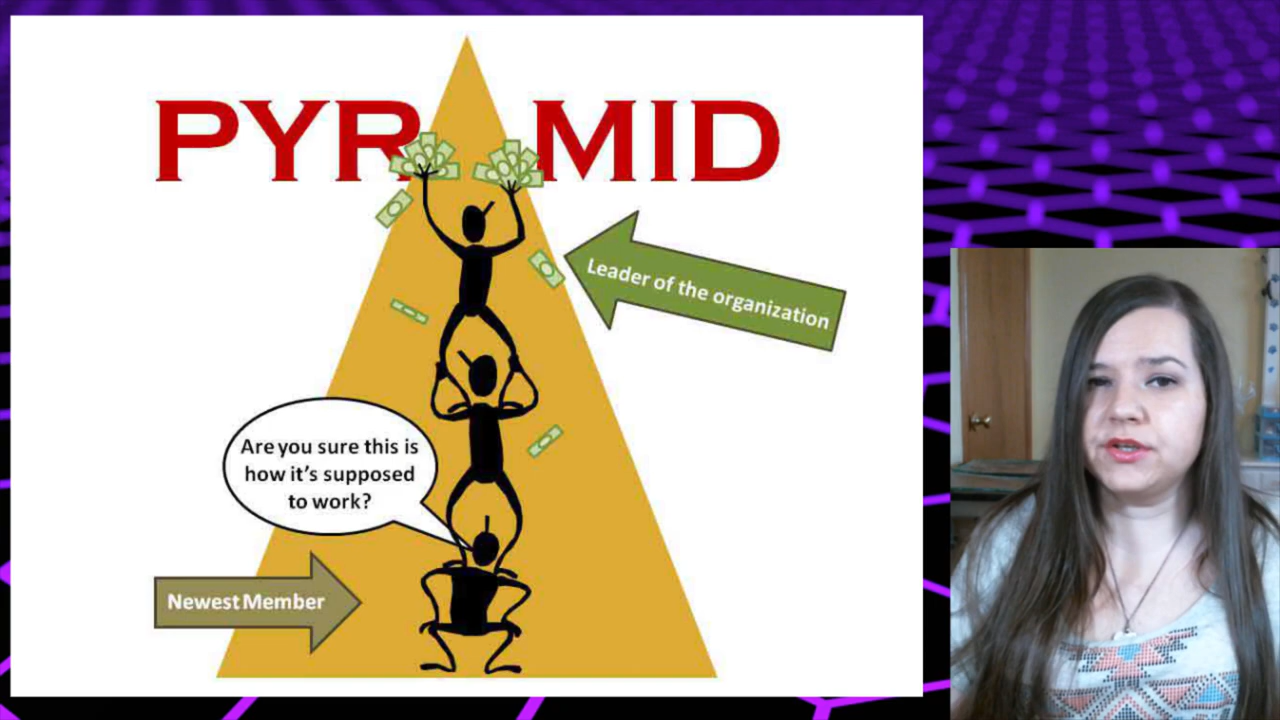 PYRAMID
Leader of the organization
Are you sure this is
how it's supposed
to work?
Newest Member